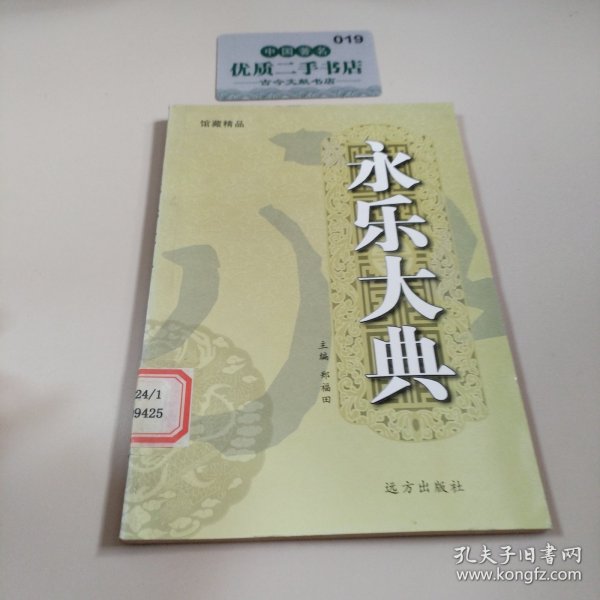 019
中国著名
优质二手书店
古今文献书店
馆藏精品
永乐大典
主编 郑福田
24/1
9425
远方出版社
孔夫子旧书网
www.kongfz.com